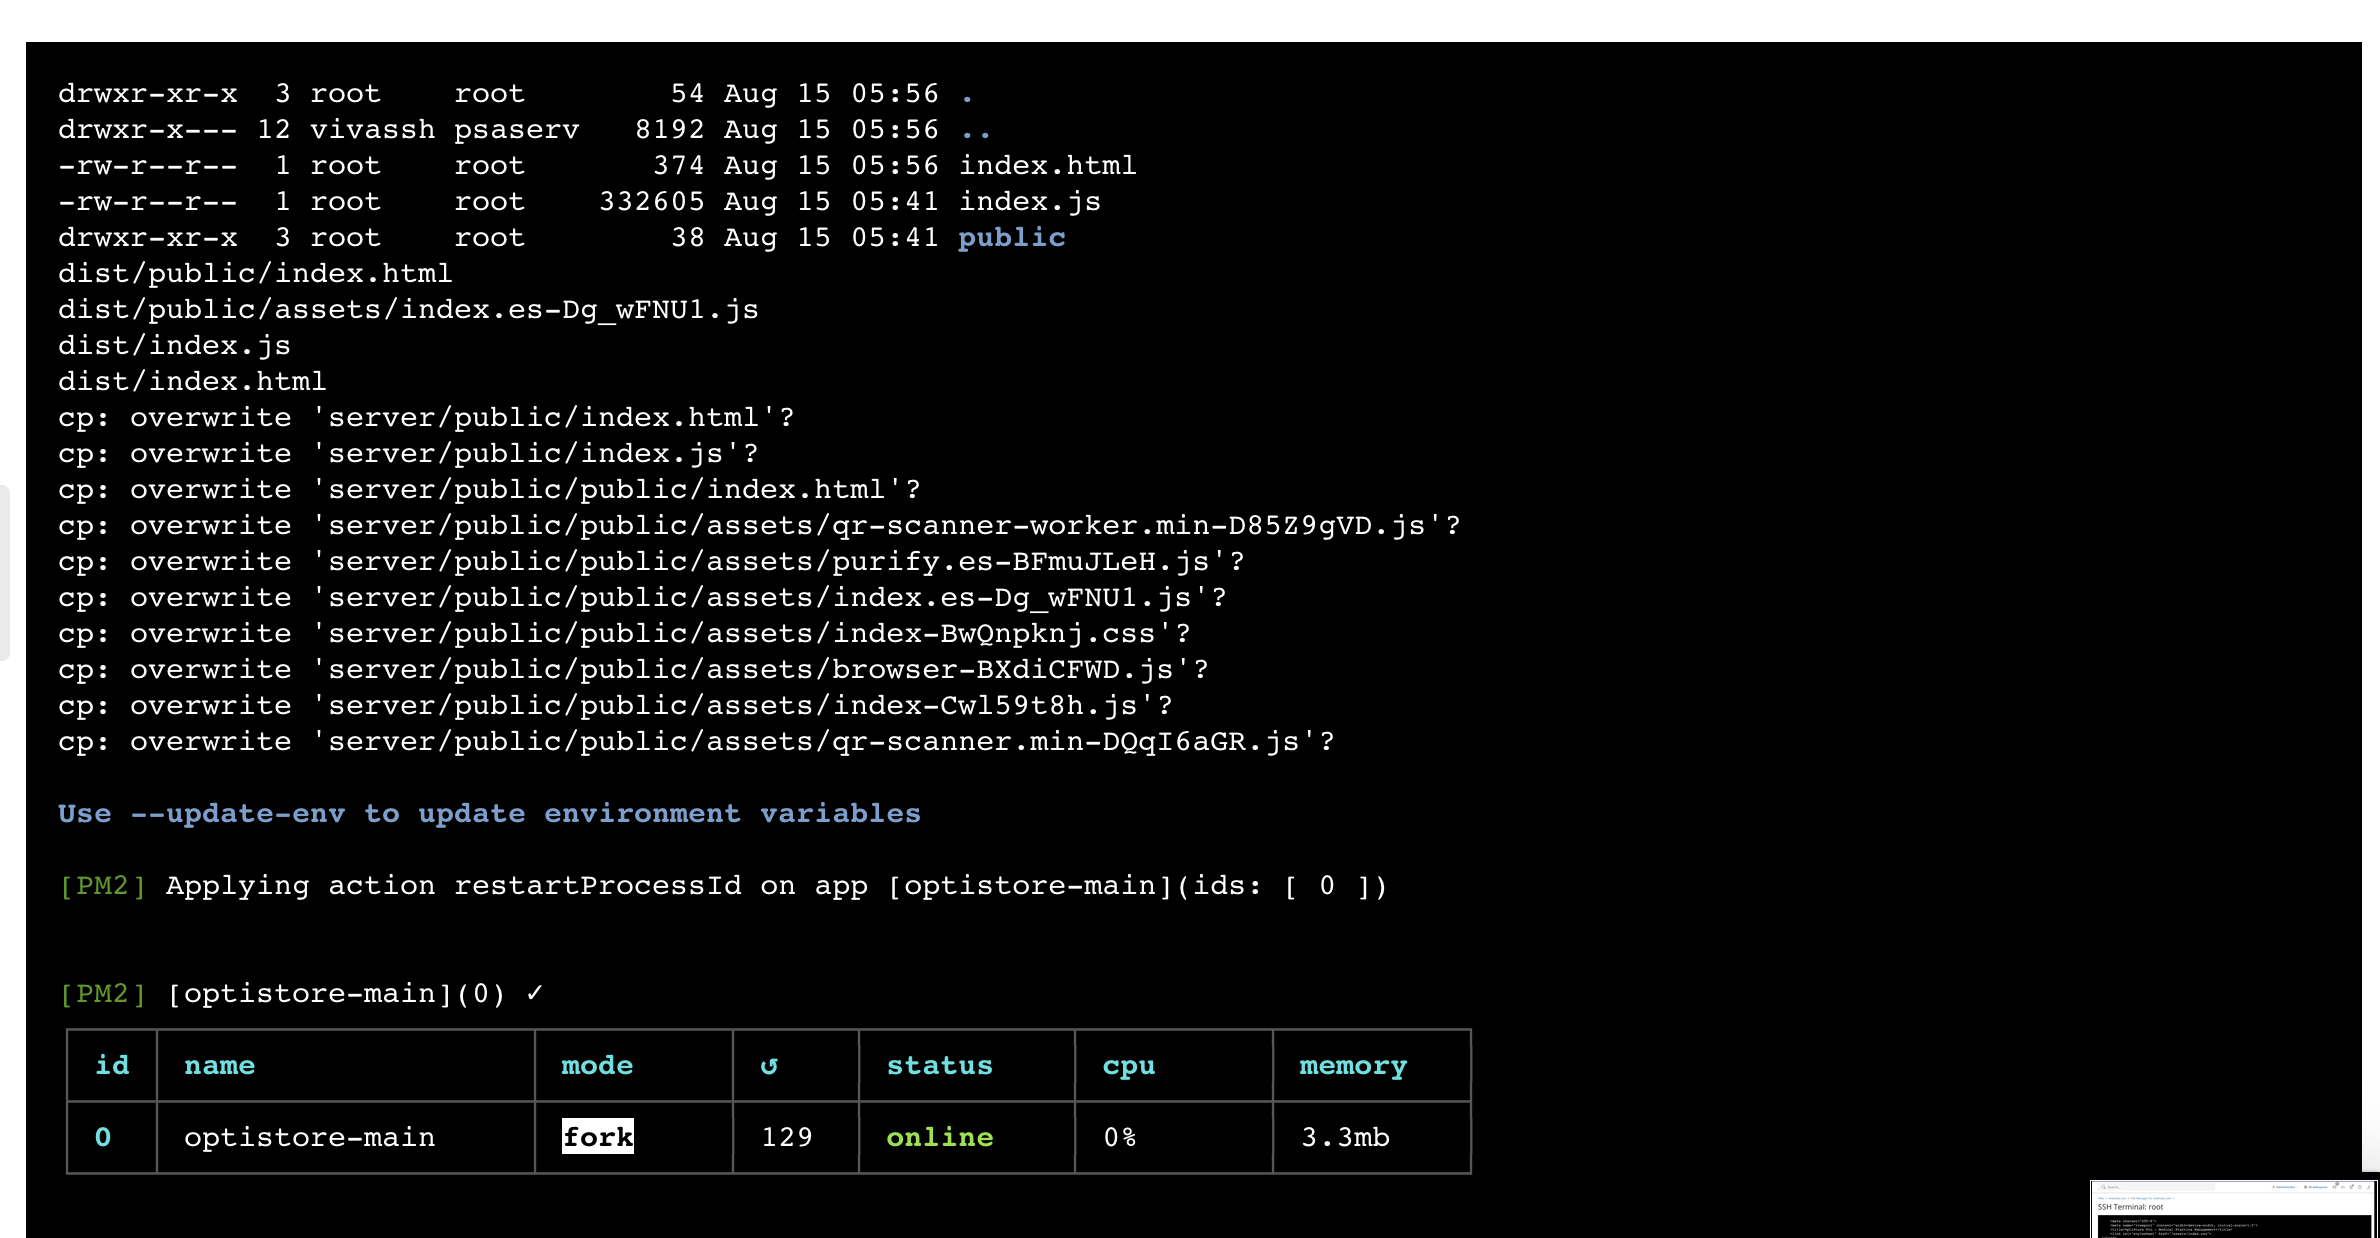 drwxr-xr-x  3 root    root        54 Aug 15 05:56 .
drwxr-x--- 12 vivassh psaserv   8192 Aug 15 05:56 ..
-rw-r--r--  1 root    root       374 Aug 15 05:56 index.html
-rw-r--r--  1 root    root    332605 Aug 15 05:41 index.js
drwxr-xr-x  3 root    root        38 Aug 15 05:41 public
dist/public/index.html
dist/public/assets/index.es-Dg_wFNU1.js
dist/index.js
dist/index.html
cp: overwrite 'server/public/index.html'?
cp: overwrite 'server/public/index.js'?
cp: overwrite 'server/public/public/index.html'?
cp: overwrite 'server/public/public/assets/qr-scanner-worker.min-D85Z9gVD.js'?
cp: overwrite 'server/public/public/assets/purify.es-BFmuJLeH.js'?
cp: overwrite 'server/public/public/assets/index.es-Dg_wFNU1.js'?
cp: overwrite 'server/public/public/assets/index-BwQnpknj.css'?
cp: overwrite 'server/public/public/assets/browser-BXdiCFWD.js'?
cp: overwrite 'server/public/public/assets/index-Cwl59t8h.js'?
cp: overwrite 'server/public/public/assets/qr-scanner.min-DQqI6aGR.js'?
Use --update-env to update environment variables
[PM2] Applying action restartProcessId on app [optistore-main](ids: [ 0 ])
[PM2] [optistore-main](0) ✓
id name mode ↺ status cpu memory
0 optistore-main fork 129 online 0% 3.3mb
SSH Terminal: root